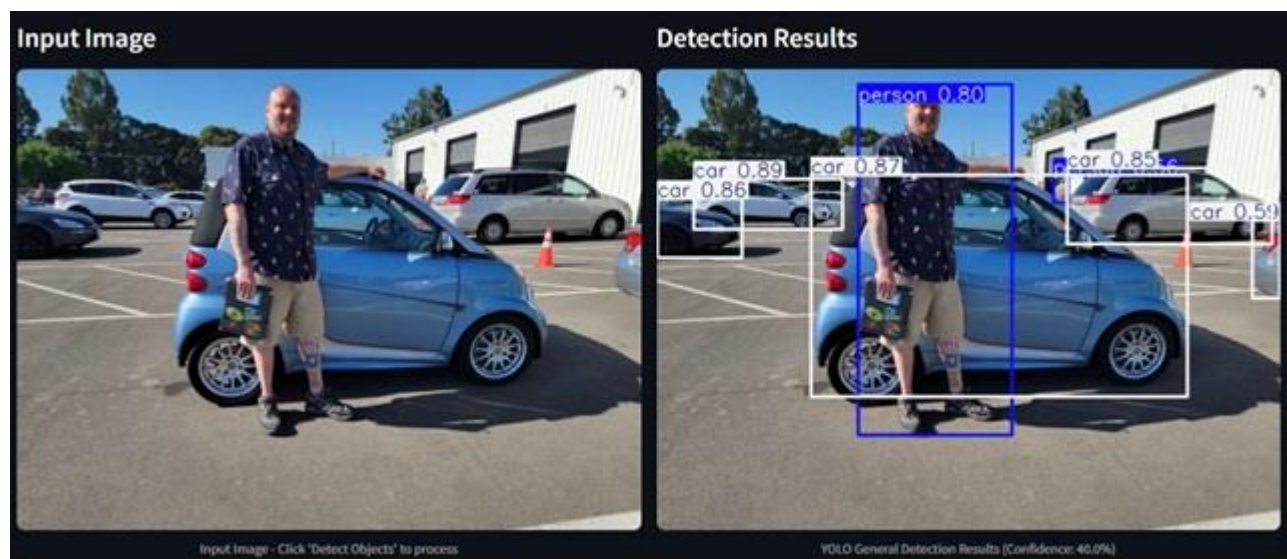 Input Image
Detection Results
person 0.80
car 0.89
car 0.87
car 0.85
car 0.86
car 0.59
Input Image - Click 'Detect Objects' to process
YOLO General Detection Results (Confidence: 40.0%)